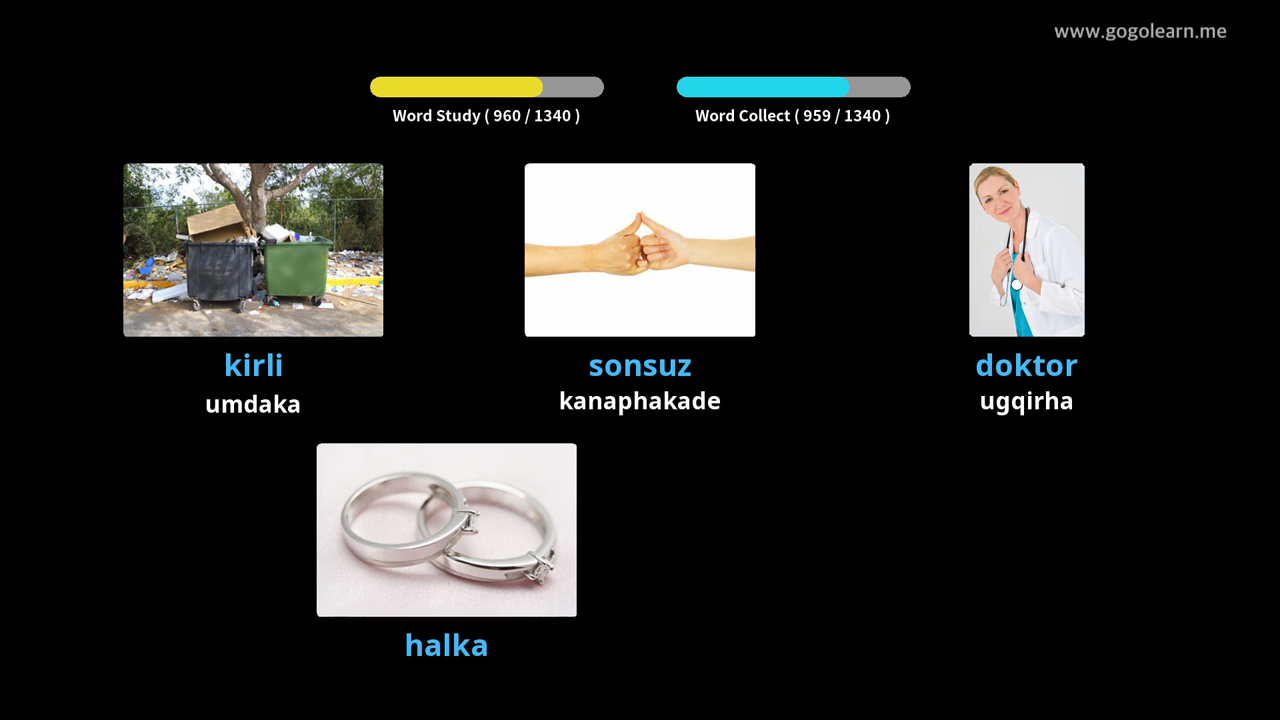 www.gogolearn.me
Word Study ( 960 / 1340 )
Word Collect ( 959 / 1340 )
kirli
umdaka
sonsuz
kanaphakade
doktor
ugqirha
halka